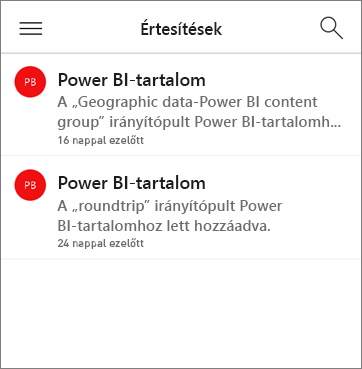 Értesítések
PB
Power BI-tartalom
A „Geographic data-Power BI content
group” irányítópult Power BI-tartalomh...
16 nappal ezelőtt
PB
Power BI-tartalom
A „roundtrip” irányítópult Power
BI-tartalomhoz lett hozzáadva.
24 nappal ezelőtt